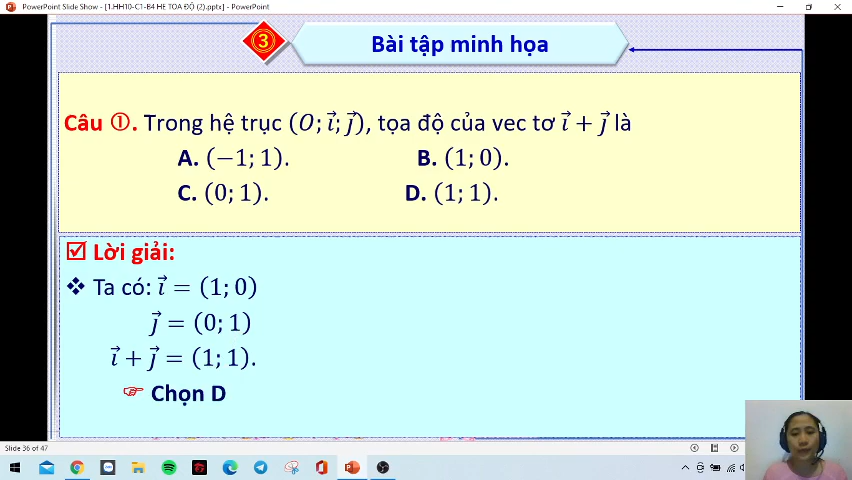 PowerPoint Slide Show - [1.HH10-C1-B4 HE TOA ĐỘ (2).pptx] - PowerPoint
③ Bài tập minh họa
Câu ①. Trong hệ trục (O; i⃗; j⃗), tọa độ của vec tơ i⃗ + j⃗ là
A. (−1; 1). B. (1; 0).
C. (0; 1). D. (1; 1).
Lời giải:
❖ Ta có: i⃗ = (1; 0)
j⃗ = (0; 1)
i⃗ + j⃗ = (1; 1).
☞ Chọn D
Slide 36 of 47